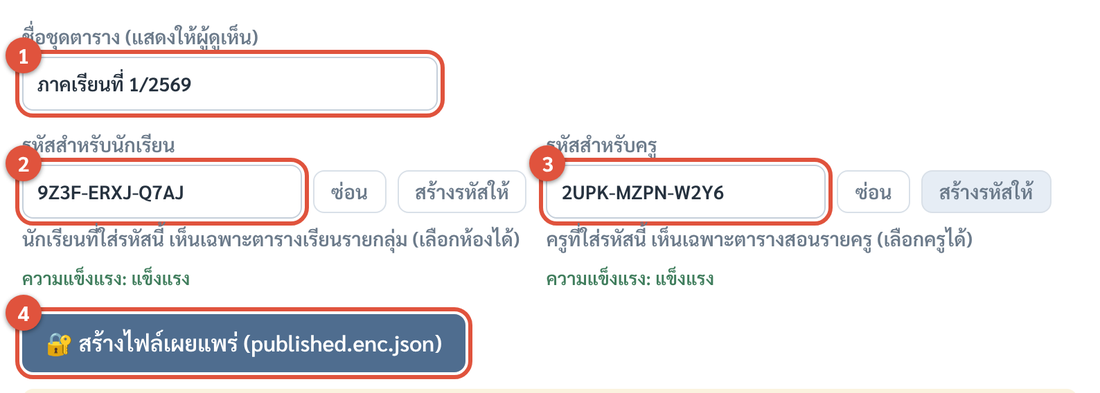 ชื่อชุดตาราง (แสดงให้ผู้ดูเห็น)
1
ภาคเรียนที่ 1/2569
รหัสสำหรับนักเรียน รหัสสำหรับครู
2 9Z3F-ERXJ-Q7AJ ซ่อน สร้างรหัสให้ 3 2UPK-MZPN-W2Y6 ซ่อน สร้างรหัสให้
นักเรียนที่ใส่รหัสนี้ เห็นเฉพาะตารางเรียนรายกลุ่ม (เลือกห้องได้) ครูที่ใส่รหัสนี้ เห็นเฉพาะตารางสอนรายครู (เลือกครูได้)
ความแข็งแรง: แข็งแรง ความแข็งแรง: แข็งแรง
4
สร้างไฟล์เผยแพร่ (published.enc.json)